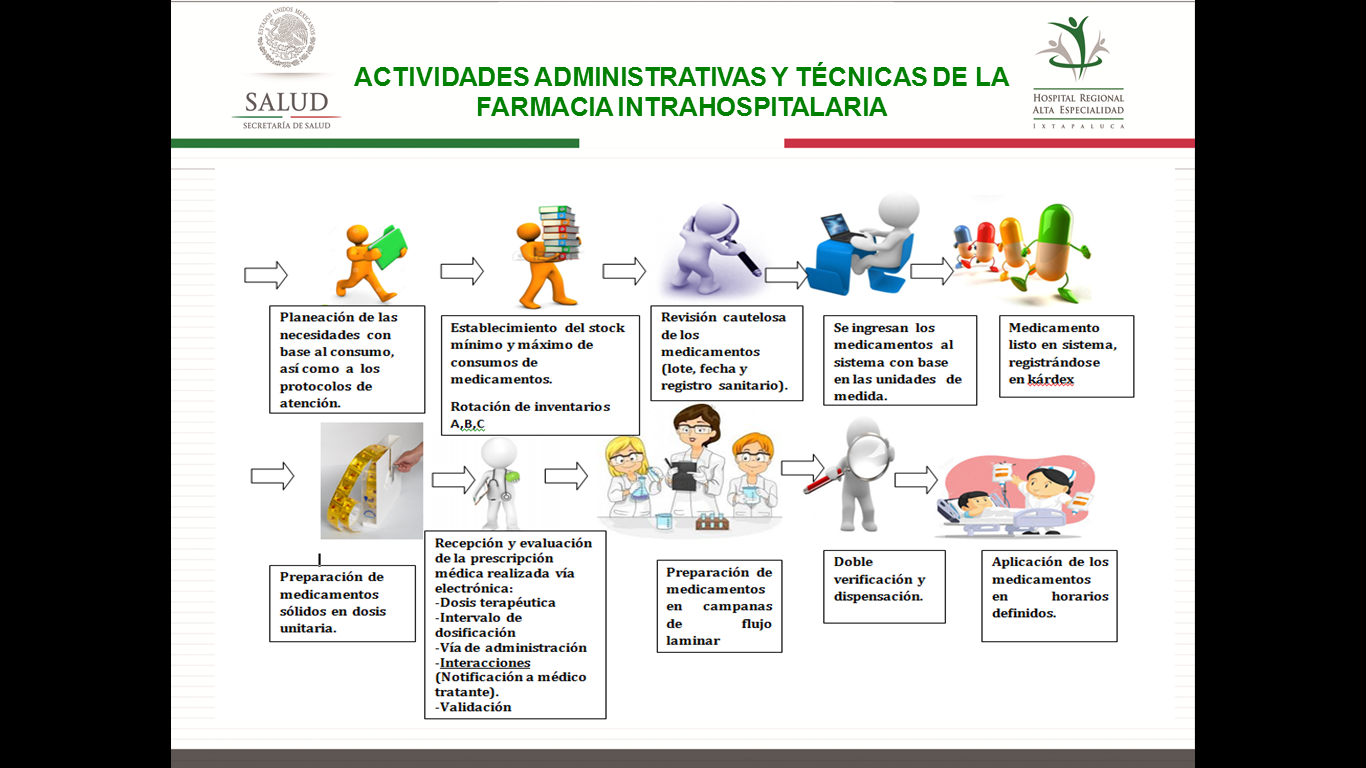 ESTADOS UNIDOS MEXICANOS
SALUD
SECRETARÍA DE SALUD
ACTIVIDADES ADMINISTRATIVAS Y TÉCNICAS DE LA
FARMACIA INTRAHOSPITALARIA
HOSPITAL REGIONAL
ALTA ESPECIALIDAD
IXTAPALUCA
Planeación de las
necesidades con
base al consumo,
así como a los
protocolos de
atención.
Establecimiento del stock
mínimo y máximo de
consumos de
medicamentos.
Rotación de inventarios
A,B,C
Revisión cautelosa
de los
medicamentos
(lote, fecha y
registro sanitario).
Se ingresan los
medicamentos al
sistema con base
en las unidades de
medida.
Medicamento
listo en sistema,
registrándose
en kárdex
Preparación de
medicamentos
sólidos en dosis
unitaria.
Recepción y evaluación
de la prescripción
médica realizada vía
electrónica:
-Dosis terapéutica
-Intervalo de
dosificación
-Vía de administración
-Interacciones
(Notificación a médico
tratante).
-Validación
Preparación de
medicamentos
en campanas
de flujo
laminar
Doble
verificación y
dispensación.
Aplicación de los
medicamentos
en horarios
definidos.